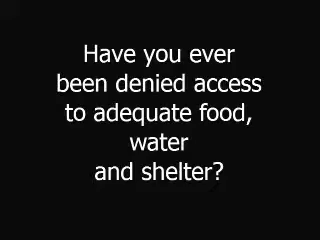 Have you ever
been denied access
to adequate food,
water
and shelter?